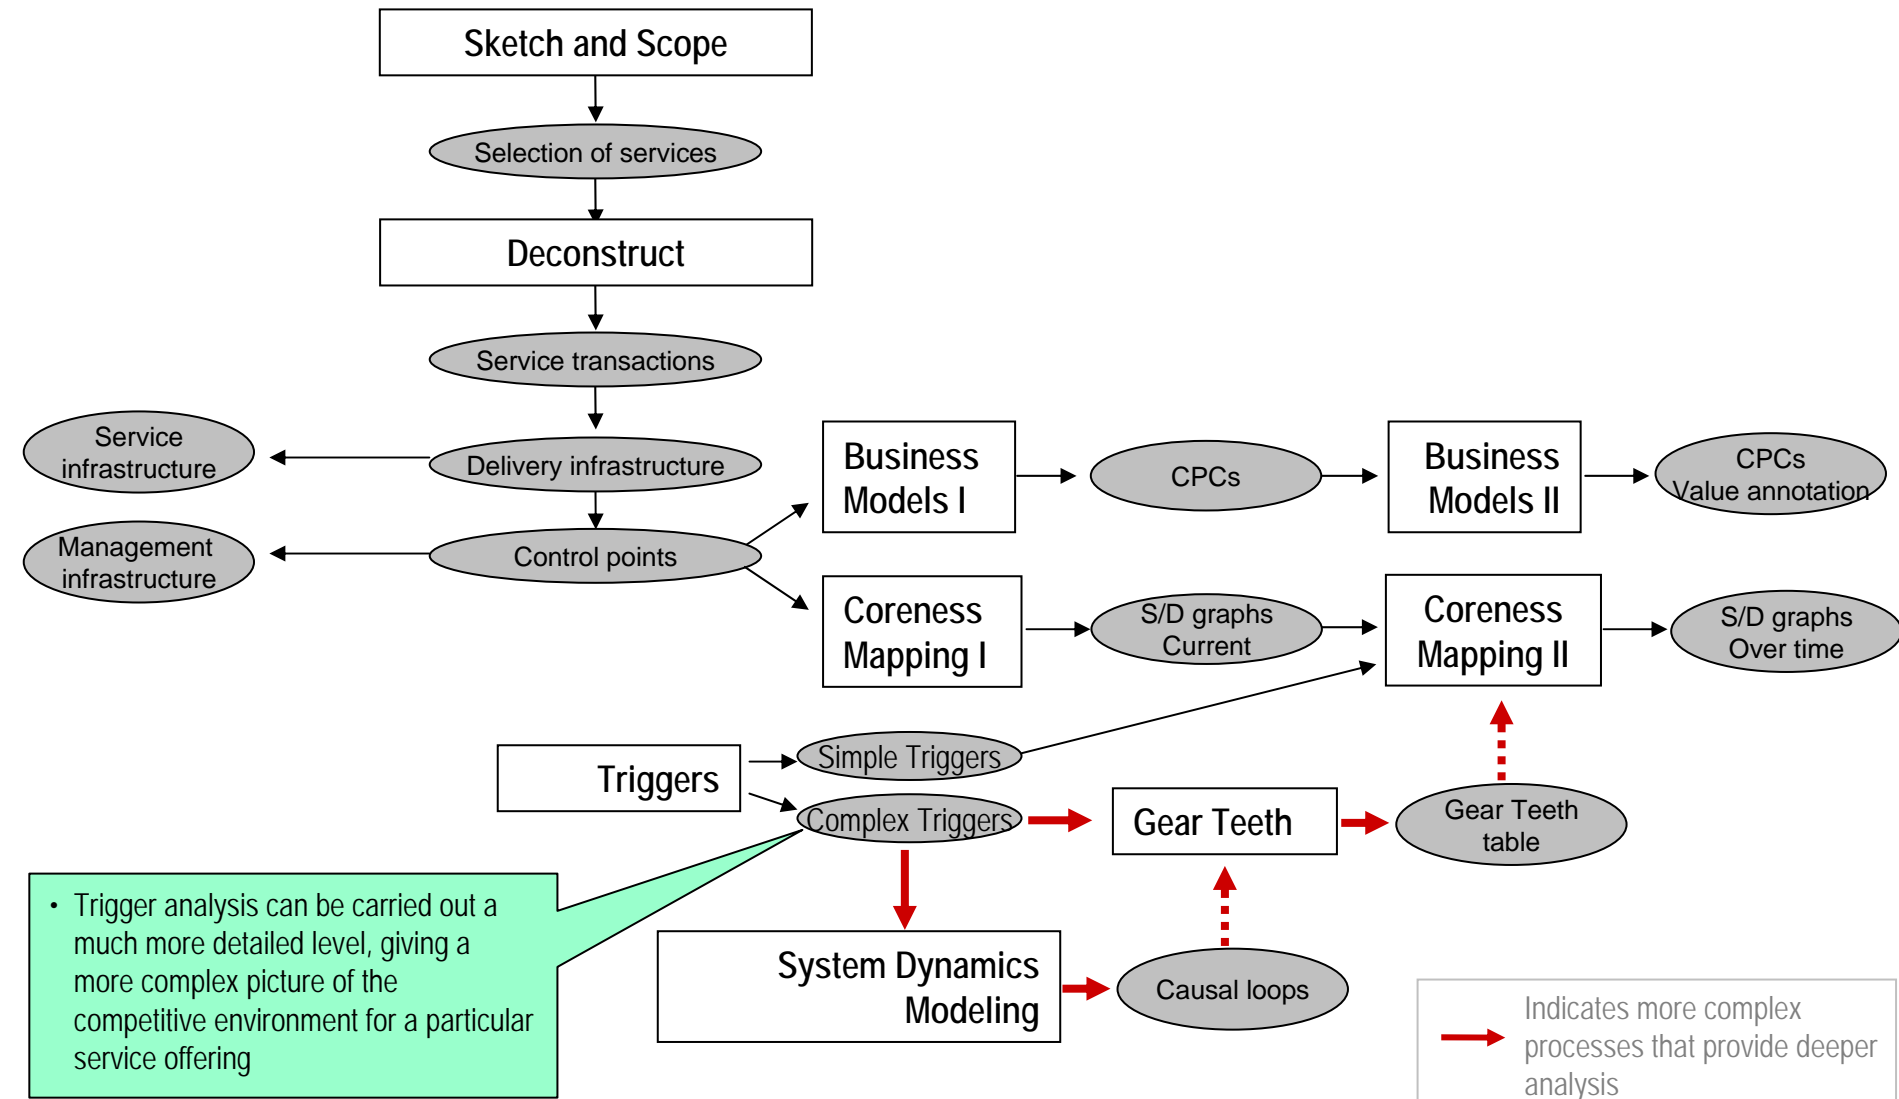 Sketch and Scope
Selection of services
Deconstruct
Service transactions
Service
infrastructure
Delivery infrastructure
Management
infrastructure
Control points
Business
Models I
CPCs
Business
Models II
CPCs
Value annotation
Coreness
Mapping I
S/D graphs
Current
Coreness
Mapping II
S/D graphs
Over time
Triggers
Simple Triggers
Complex Triggers
Gear Teeth
Gear Teeth
table
System Dynamics
Modeling
Causal loops
• Trigger analysis can be carried out a
much more detailed level, giving a
more complex picture of the
competitive environment for a particular
service offering
Indicates more complex
processes that provide deeper
analysis